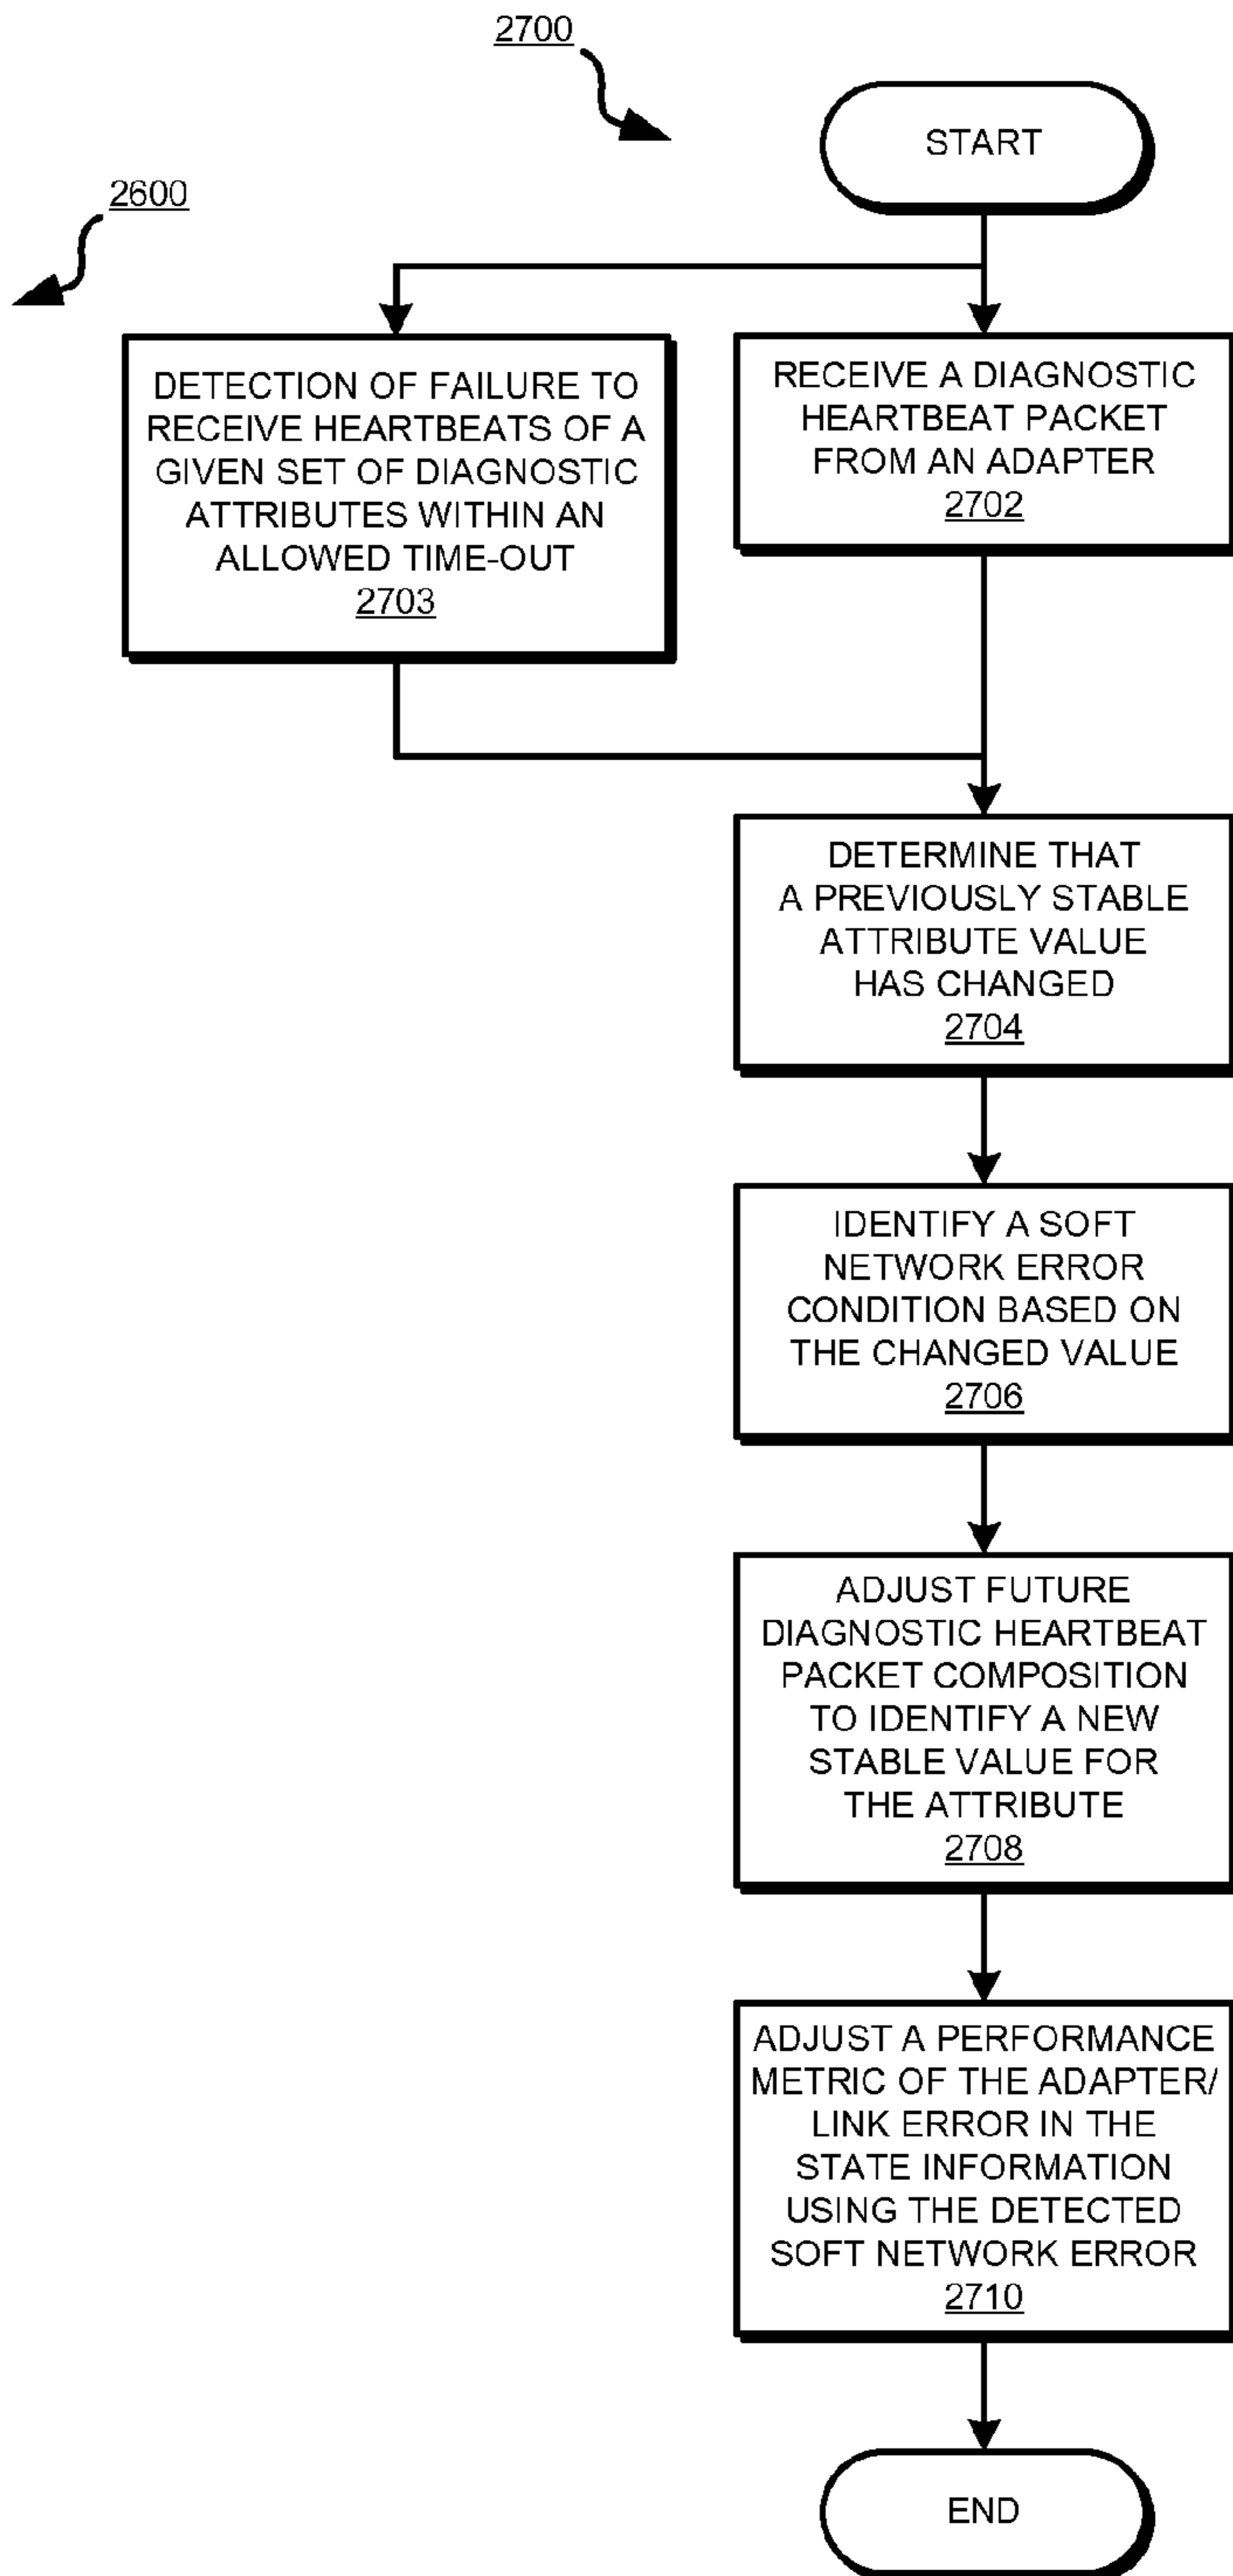 2700
START
2600
DETECTION OF FAILURE TO
RECEIVE HEARTBEATS OF A
GIVEN SET OF DIAGNOSTIC
ATTRIBUTES WITHIN AN
ALLOWED TIME-OUT
2703
RECEIVE A DIAGNOSTIC
HEARTBEAT PACKET
FROM AN ADAPTER
2702
DETERMINE THAT
A PREVIOUSLY STABLE
ATTRIBUTE VALUE
HAS CHANGED
2704
IDENTIFY A SOFT
NETWORK ERROR
CONDITION BASED ON
THE CHANGED VALUE
2706
ADJUST FUTURE
DIAGNOSTIC HEARTBEAT
PACKET COMPOSITION
TO IDENTIFY A NEW
STABLE VALUE FOR
THE ATTRIBUTE
2708
ADJUST A PERFORMANCE
METRIC OF THE ADAPTER/
LINK ERROR IN THE
STATE INFORMATION
USING THE DETECTED
SOFT NETWORK ERROR
2710
END